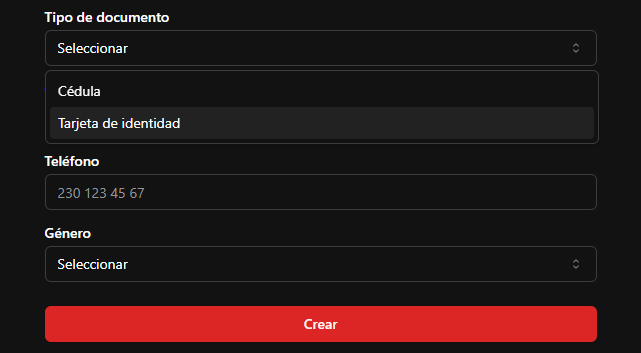 Tipo de documento
Seleccionar
Cédula
Tarjeta de identidad
Teléfono
230 123 45 67
Género
Seleccionar
Crear